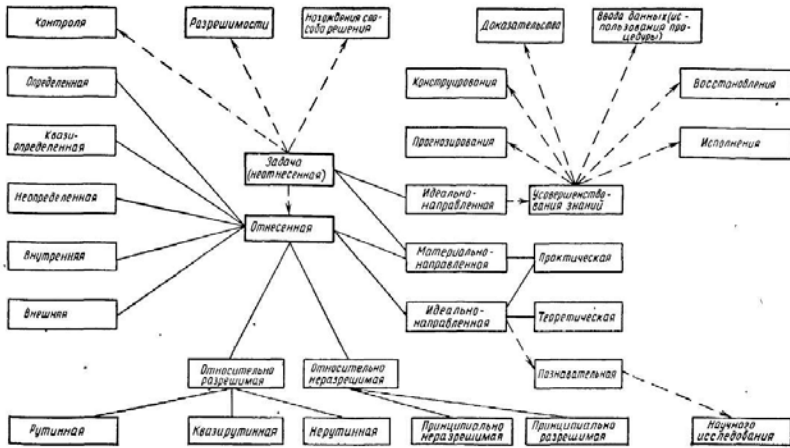 Контроля
Разрешимости
Нахождения спо-
соба решения
Доказательства
Ввода данных(ис-
пользования про-
цедуры)
Определенная
Конструирования
Восстановления
Квази-
определенная
Прогнозирования
Исполнения
Задача
(неотнесенная)
Неопределенная
Идеально-
направленная
Усовершенство-
вования знаний
Отнесенная
Внутренняя
Материально-
направленная
Практическая
Внешняя
Идеально-
направленная
Теоретическая
Относительно
разрешимая
Относительно
неразрешимая
Познавательная
Рутинная
Квазирутинная
Нерутинная
Принципиально
неразрешимая
Принципиально
разрешимая
Научного
исследования